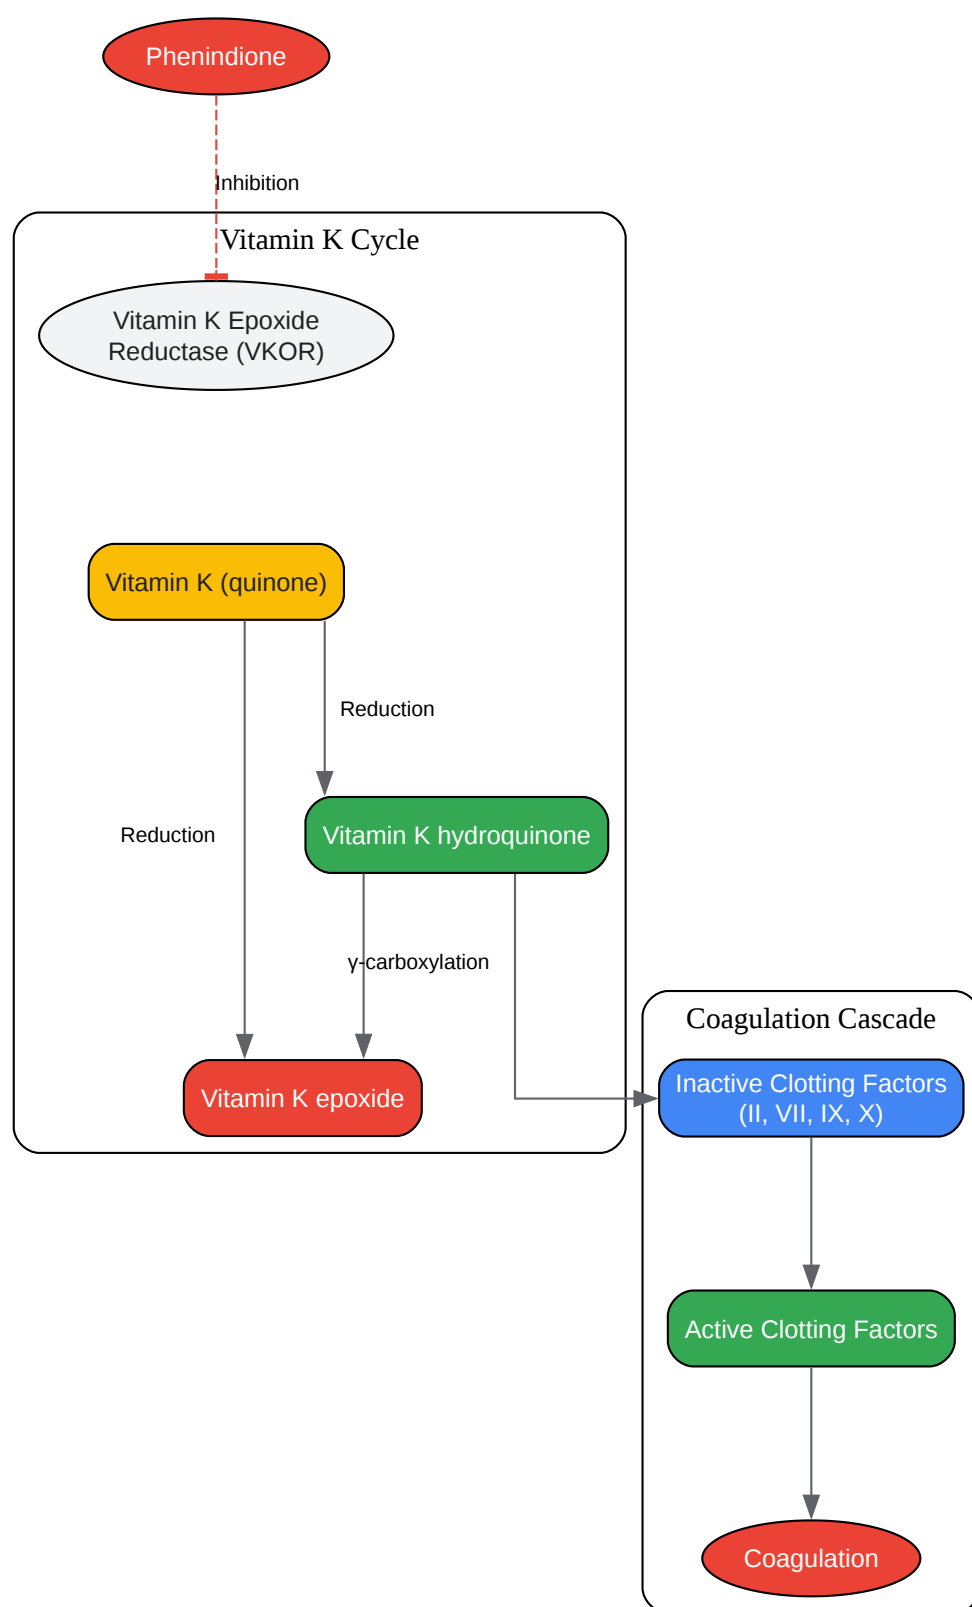 Phenindione
Inhibition
Vitamin K Cycle
Vitamin K Epoxide
Reductase (VKOR)
Vitamin K (quinone)
Reduction
Reduction
Vitamin K hydroquinone
γ-carboxylation
Vitamin K epoxide
Coagulation Cascade
Inactive Clotting Factors
(II, VII, IX, X)
Active Clotting Factors
Coagulation